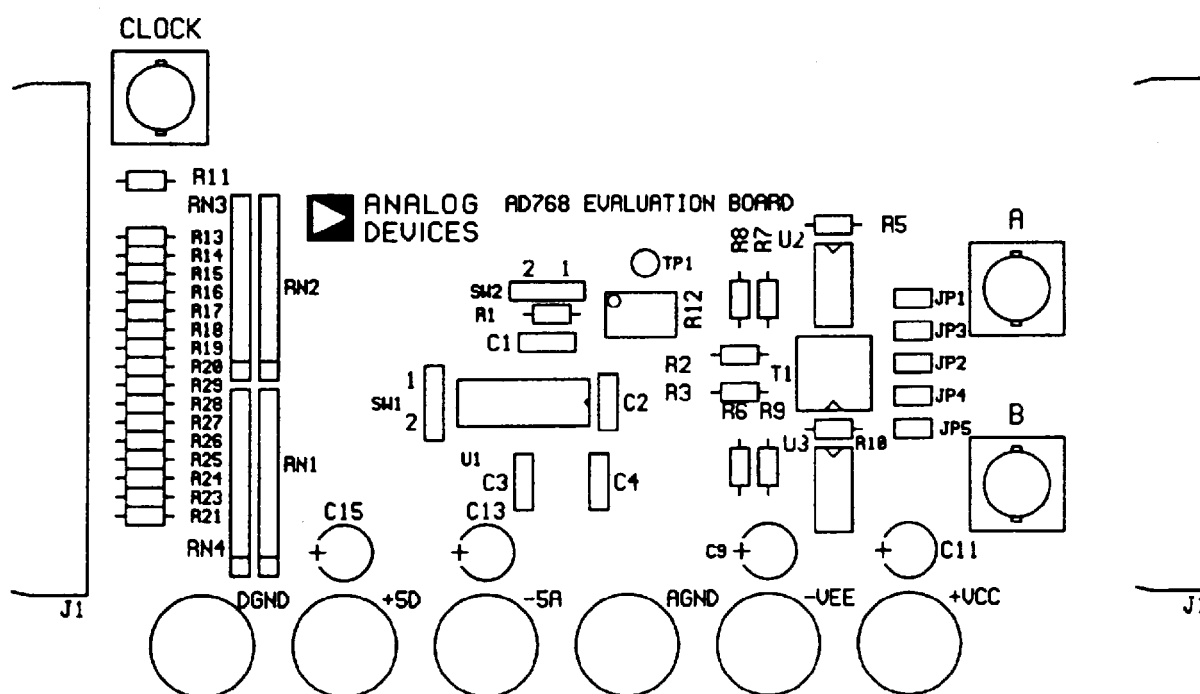 CLOCK
R11
RN3
ANALOG
DEVICES
AD768 EVALUATION BOARD
R13
R14
R15
R16
R17
R18
R19
R20
R29
R28
R27
R26
R25
R24
R23
R21
RN2
RN1
RN4
2 1
SW2
R1
C1
TP1
R12
R8
R7
U2
R5
A
JP1
JP3
JP2
JP4
JP5
R2
R3
T1
1
SW1
2
C2
R6 R9
U3
R10
B
U1
C3
C4
C15
C13
C9
C11
+
+
+
+
J1
DGND
+5D
-5A
AGND
-VEE
+VCC
J1